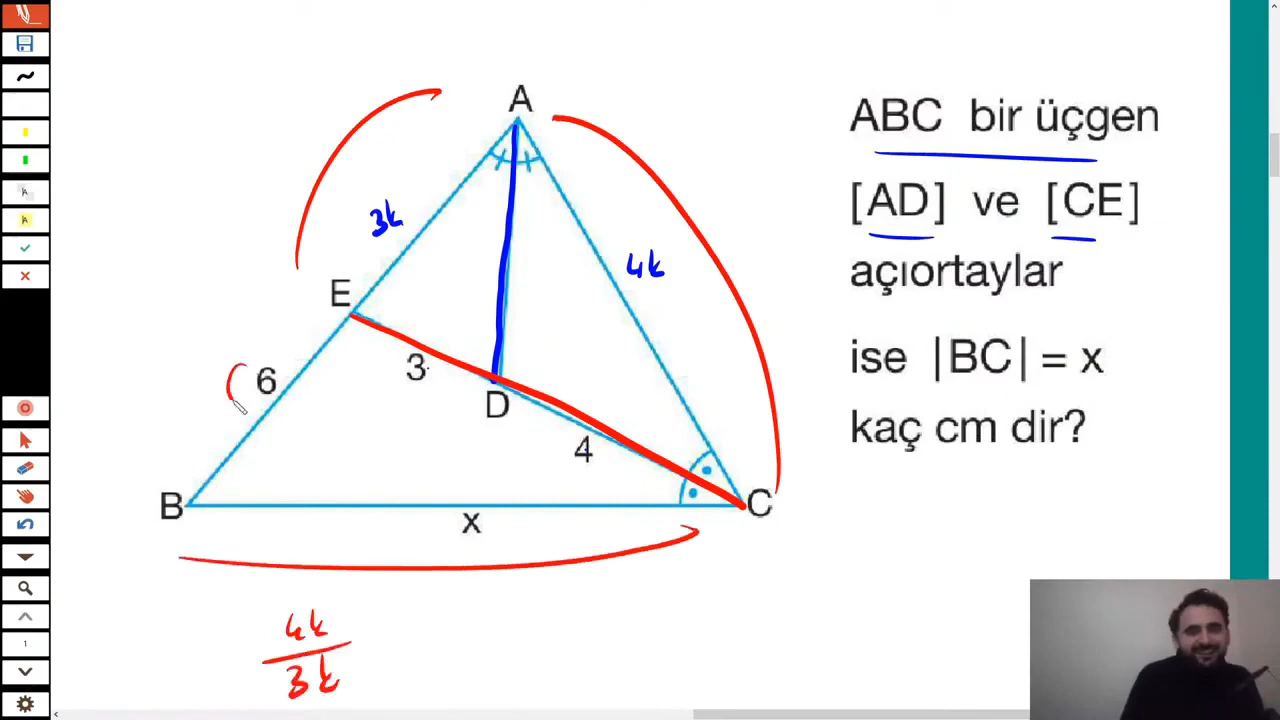 A
ABC bir üçgen
[AD] ve [CE]
açıortaylar
ise |BC| = x
kaç cm dir?
3k
4k
E
6
3
D
4
B
x
C
4k
3k
1